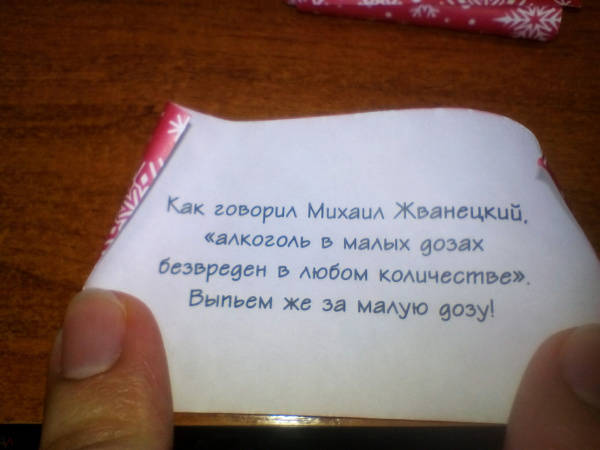 Как говорил Михаил Жванецкий,
«алкоголь в малых дозах
безвреден в любом количестве».
Выпьем же за малую дозу!